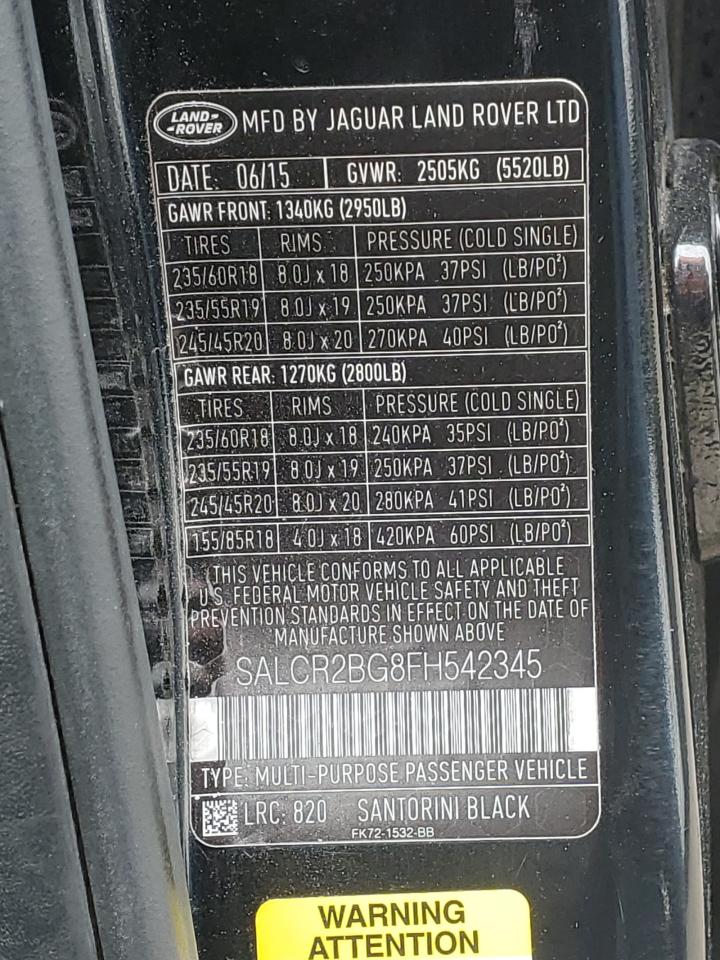 LAND-
-ROVER
MFD BY JAGUAR LAND ROVER LTD
DATE: 06/15 GVWR: 2505KG (5520LB)
GAWR FRONT: 1340KG (2950LB)
TIRES RIMS PRESSURE (COLD SINGLE)
235/60R18 8.0J x 18 250KPA 37PSI (LB/PO²)
235/55R19 8.0J x 19 250KPA 37PSI (LB/PO²)
245/45R20 8.0J x 20 270KPA 40PSI (LB/PO²)
GAWR REAR: 1270KG (2800LB)
TIRES RIMS PRESSURE (COLD SINGLE)
235/60R18 8.0J x 18 240KPA 35PSI (LB/PO²)
235/55R19 8.0J x 19 250KPA 37PSI (LB/PO²)
245/45R20 8.0J x 20 280KPA 41PSI (LB/PO²)
155/85R18 4.0J x 18 420KPA 60PSI (LB/PO²)
THIS VEHICLE CONFORMS TO ALL APPLICABLE
U.S. FEDERAL MOTOR VEHICLE SAFETY AND THEFT
PREVENTION STANDARDS IN EFFECT ON THE DATE OF
MANUFACTURE SHOWN ABOVE
SALCR2BG8FH542345
TYPE: MULTI-PURPOSE PASSENGER VEHICLE
LRC: 820 SANTORINI BLACK
FK72-1532-BB
WARNING
ATTENTION